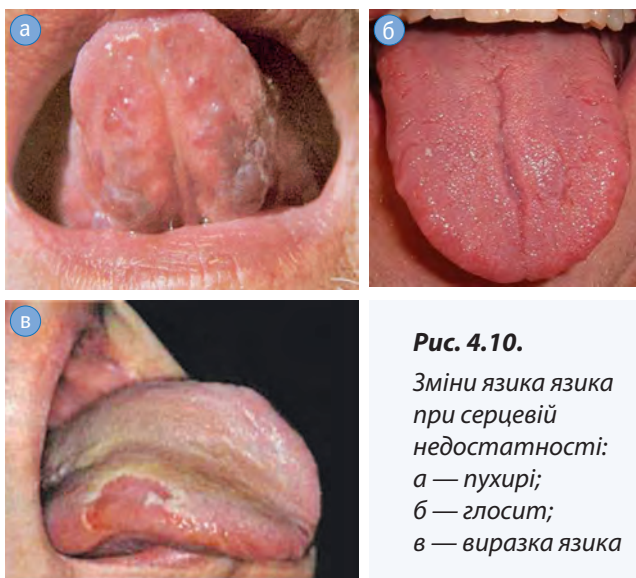 а
б
в
Рис. 4.10.
Зміни язика язика
при серцевій
недостатності:
а — пухирі;
б — глосит;
в — виразка язика